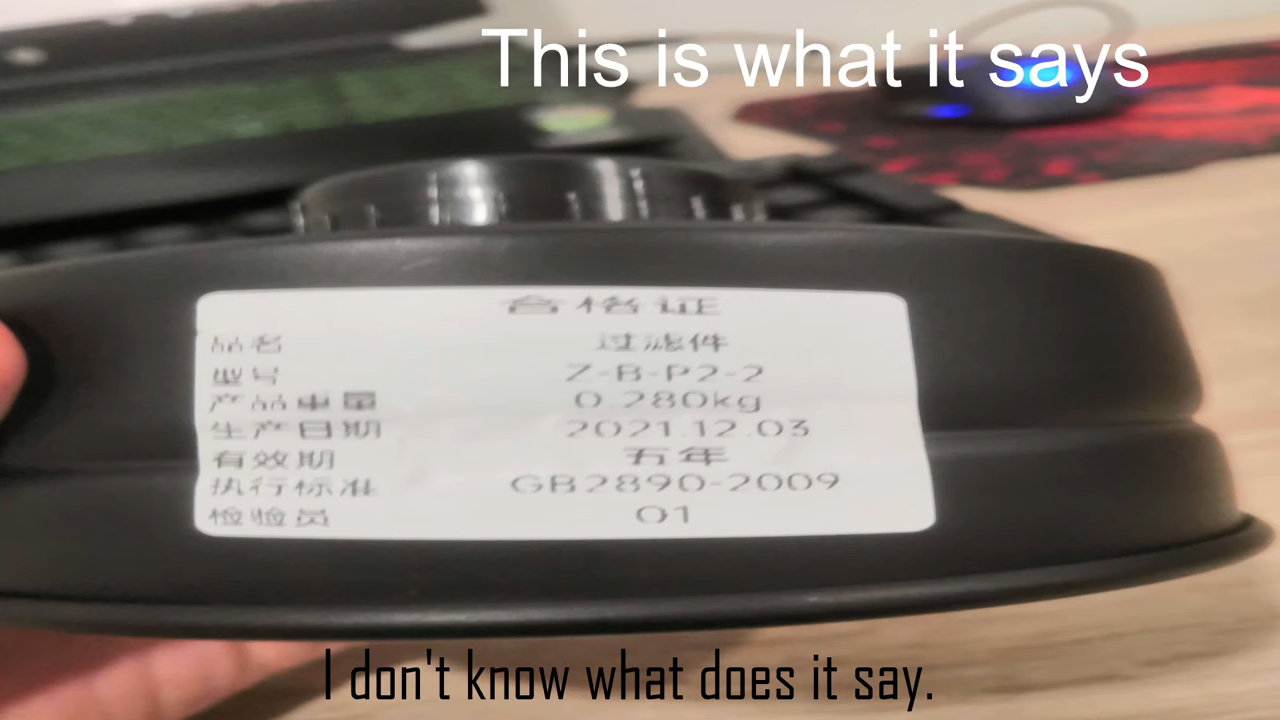 This is what it says
合格证
品名 过滤件
型号 Z-B-P2-2
产品重量 0.280kg
生产日期 2021.12.03
有效期 五年
执行标准 GB2890-2009
检验员 01
I don't know what does it say.